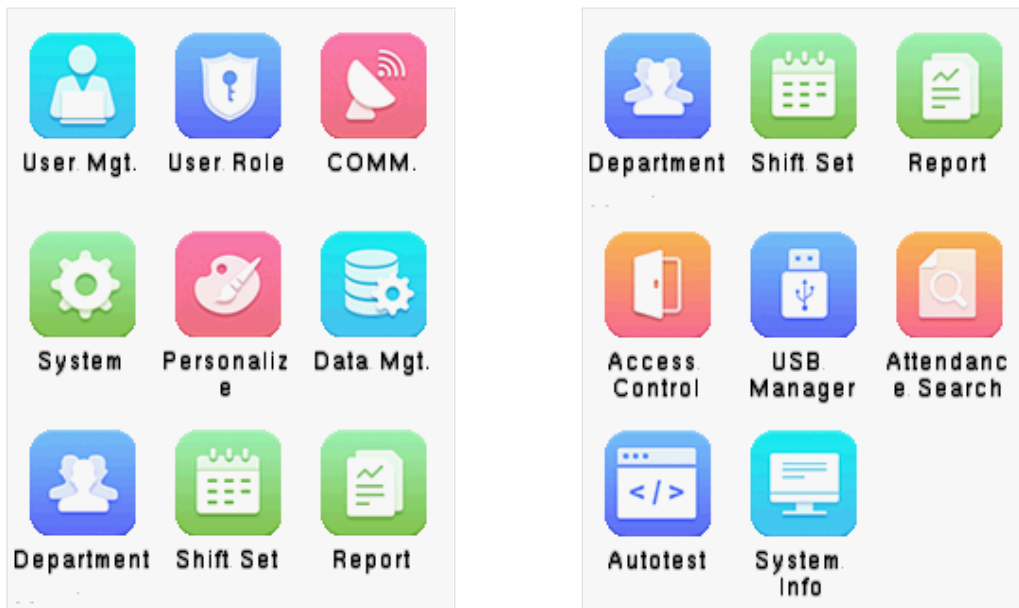 User Mgt. User Role COMM.
System Personaliz
e Data Mgt.
Department Shift Set Report
Department Shift Set Report
Access
Control USB
Manager Attendanc
e Search
</> Autotest System
Info